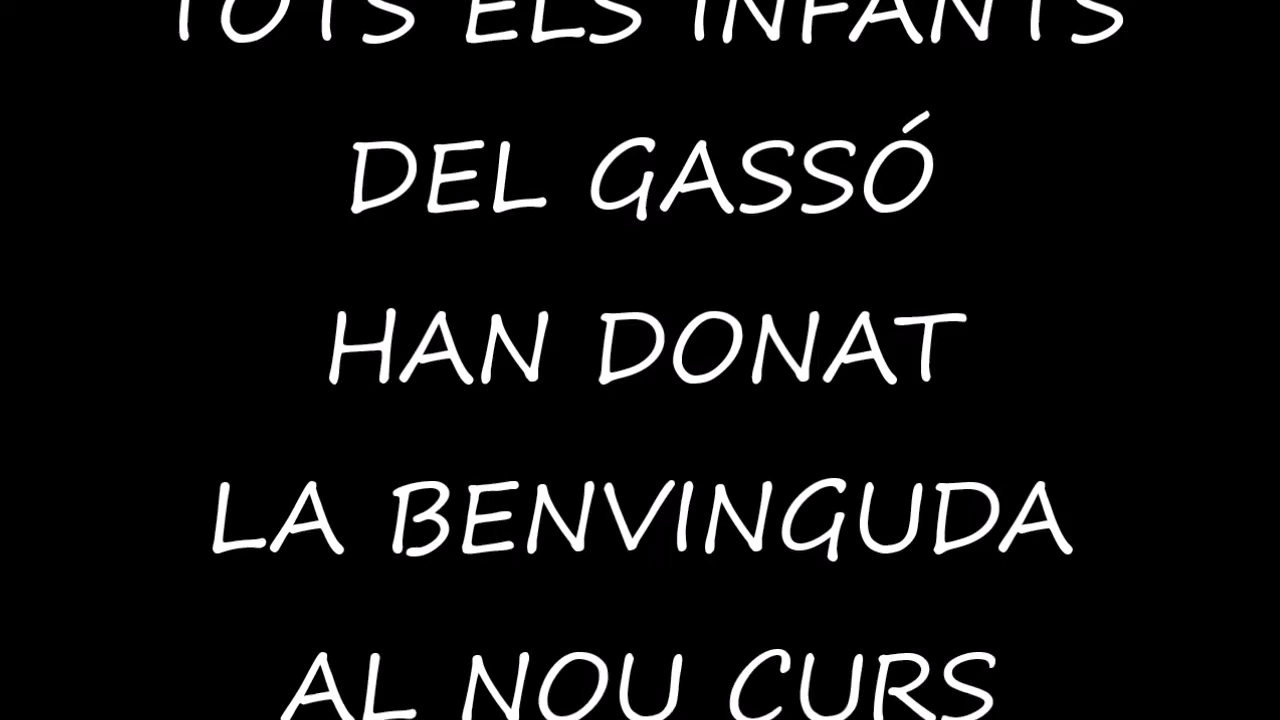 TOTS ELS INFANTS
DEL GASSÓ
HAN DONAT
LA BENVINGUDA
AL NOU CURS